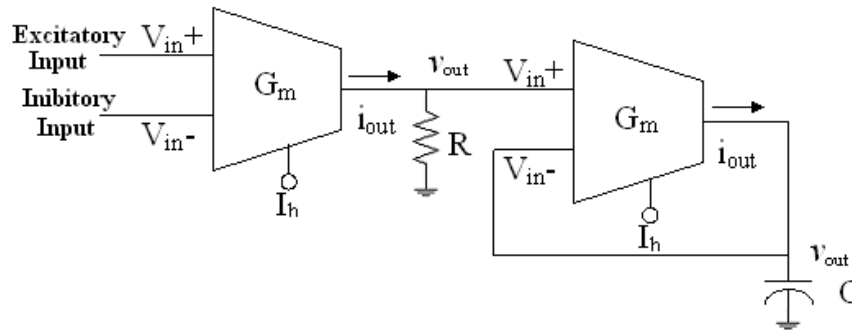 Excitatory
Input
Inibitory
Input
Vin+
Vin-
Gm
Ih
iout
vout
R
Vin+
Vin-
Gm
Ih
iout
vout